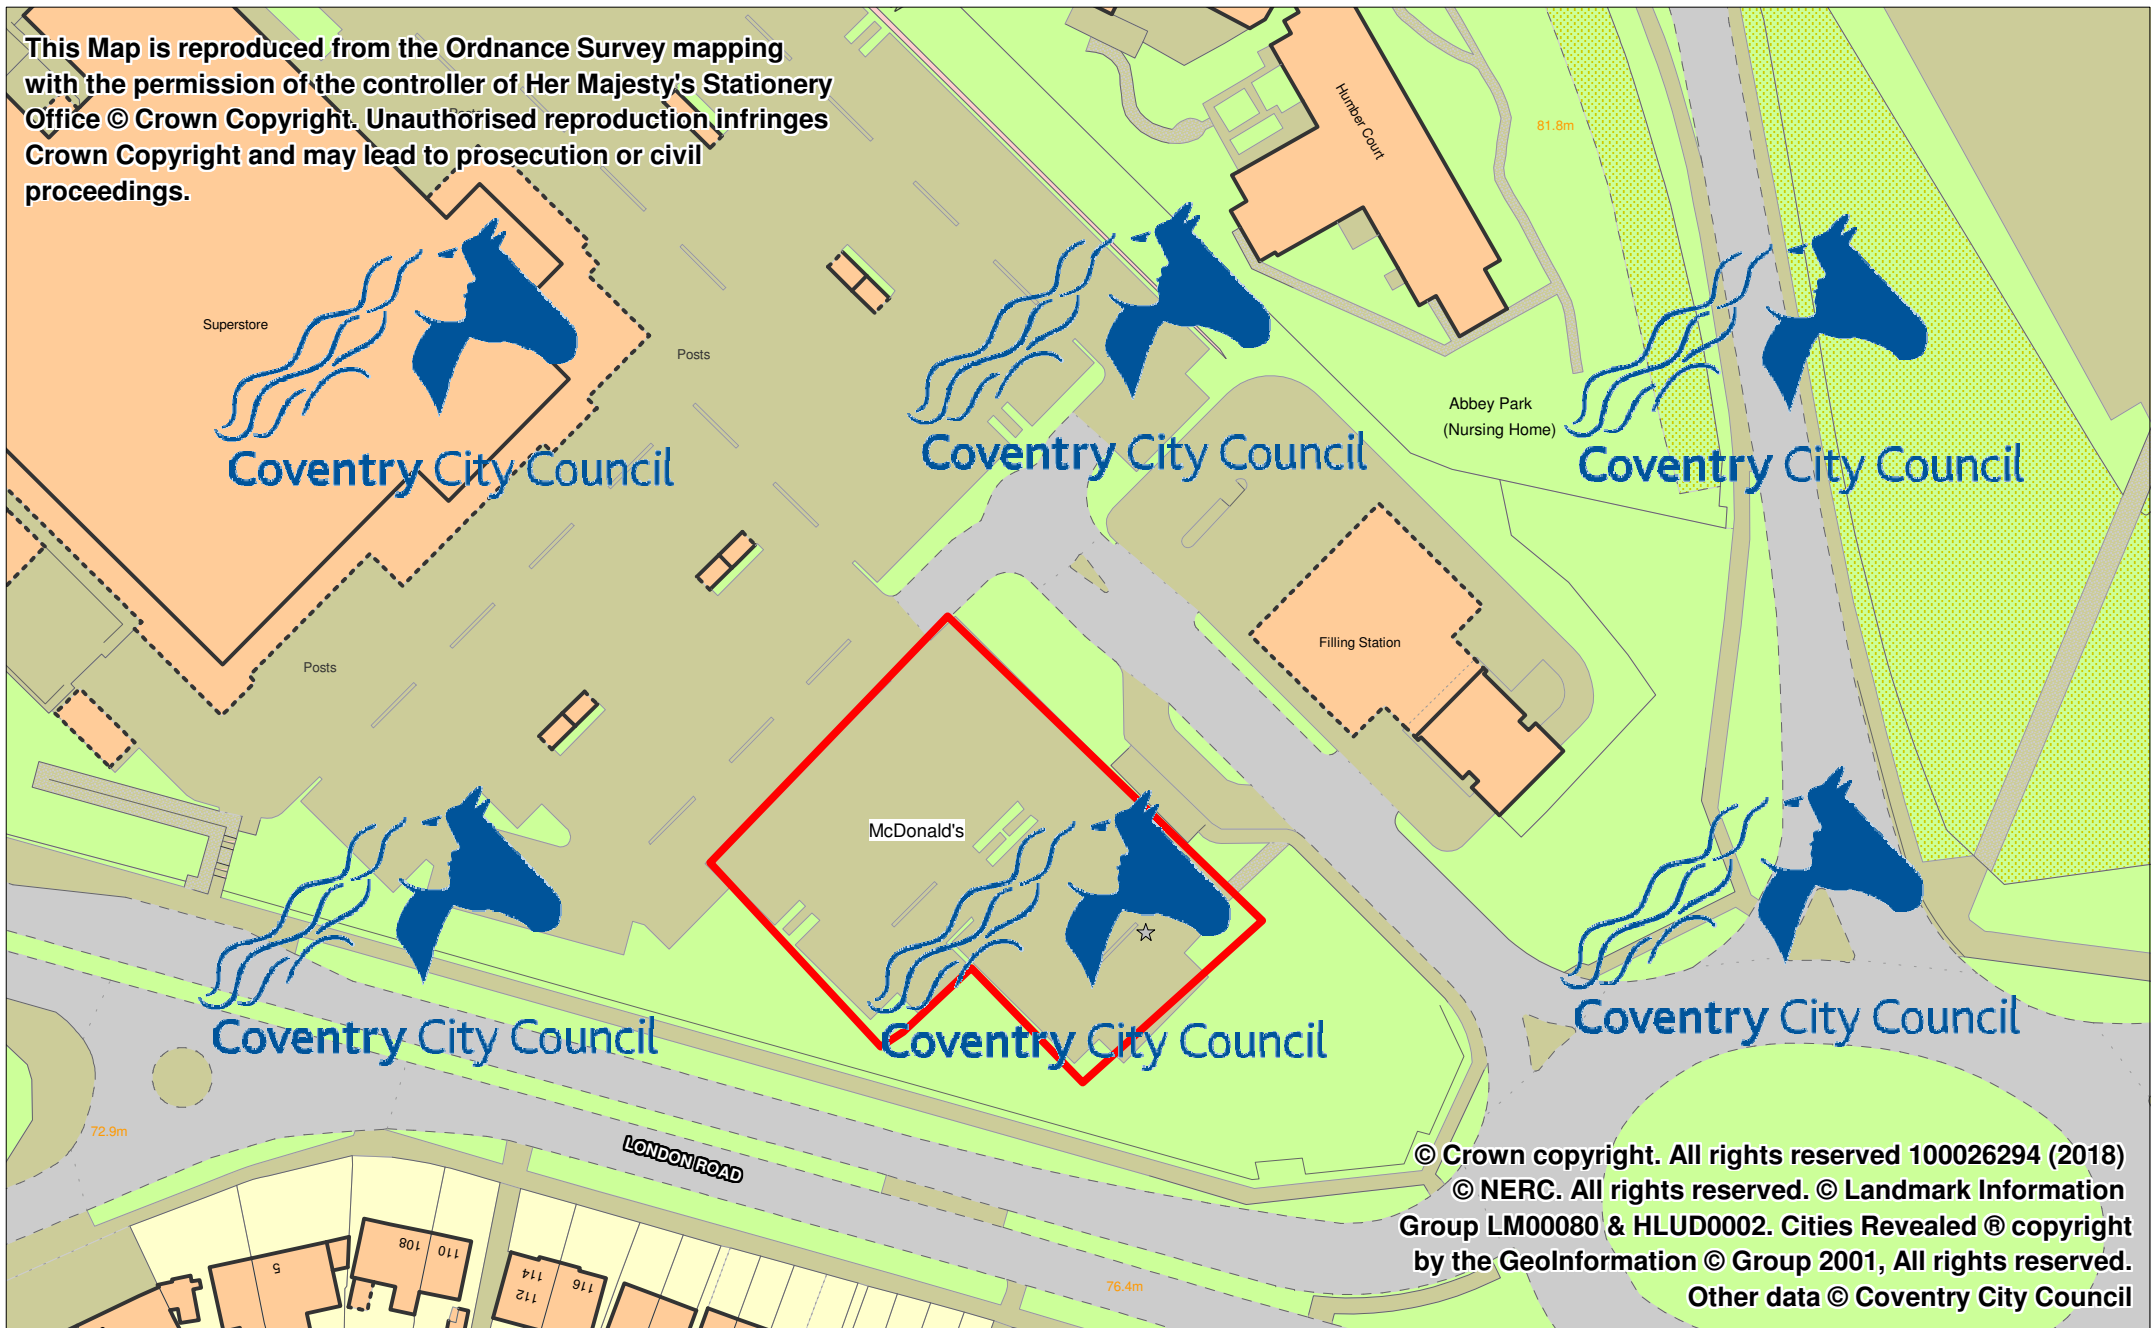 This Map is reproduced from the Ordnance Survey mapping
with the permission of the controller of Her Majesty's Stationery
Office © Crown Copyright. Unauthorised reproduction infringes
Crown Copyright and may lead to prosecution or civil
proceedings.
Posts
Humber Court
81.8m
Superstore
Posts
Abbey Park
(Nursing Home)
Coventry City Council
Coventry City Council
Coventry City Council
Filling Station
Posts
McDonald's
Coventry City Council
Coventry City Council
Coventry City Council
72.9m
LONDON ROAD
76.4m
5
108
110
114
112
116
© Crown copyright. All rights reserved 100026294 (2018)
© NERC. All rights reserved. © Landmark Information
Group LM00080 & HLUD0002. Cities Revealed ® copyright
by the GeoInformation © Group 2001, All rights reserved.
Other data © Coventry City Council